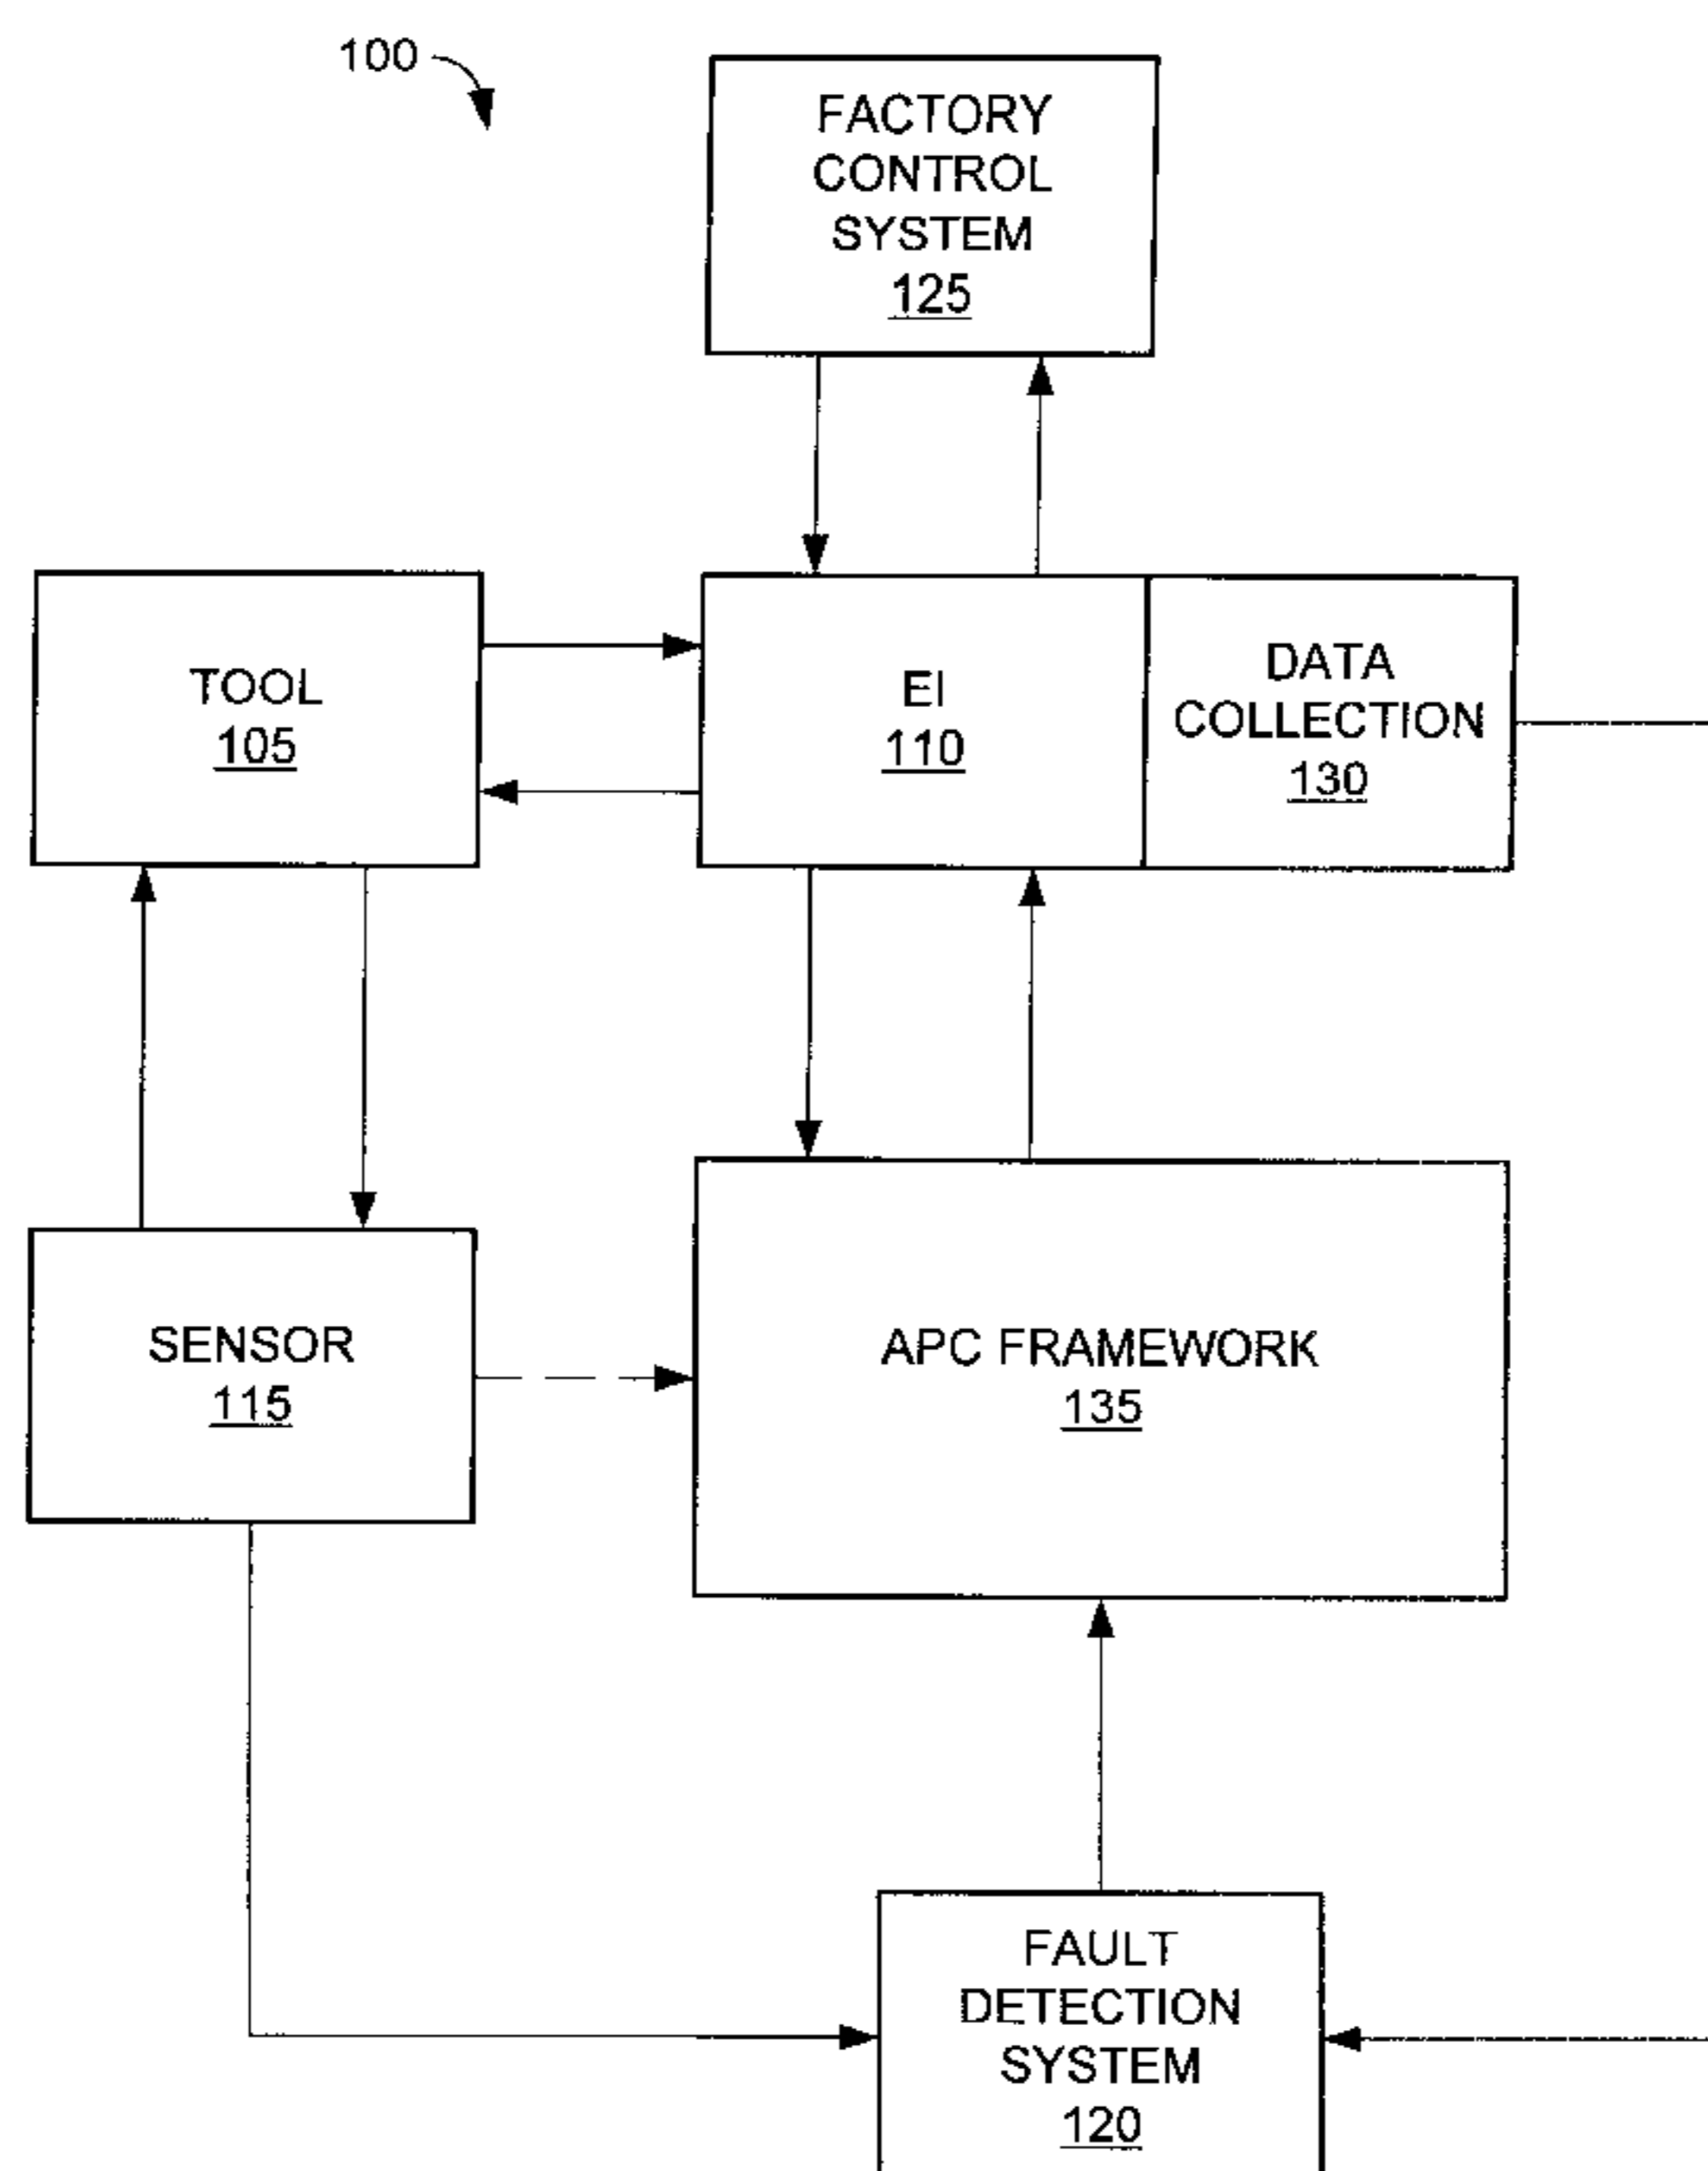 100
FACTORY
CONTROL
SYSTEM
125
TOOL
105
EI
110
DATA
COLLECTION
130
SENSOR
115
APC FRAMEWORK
135
FAULT
DETECTION
SYSTEM
120